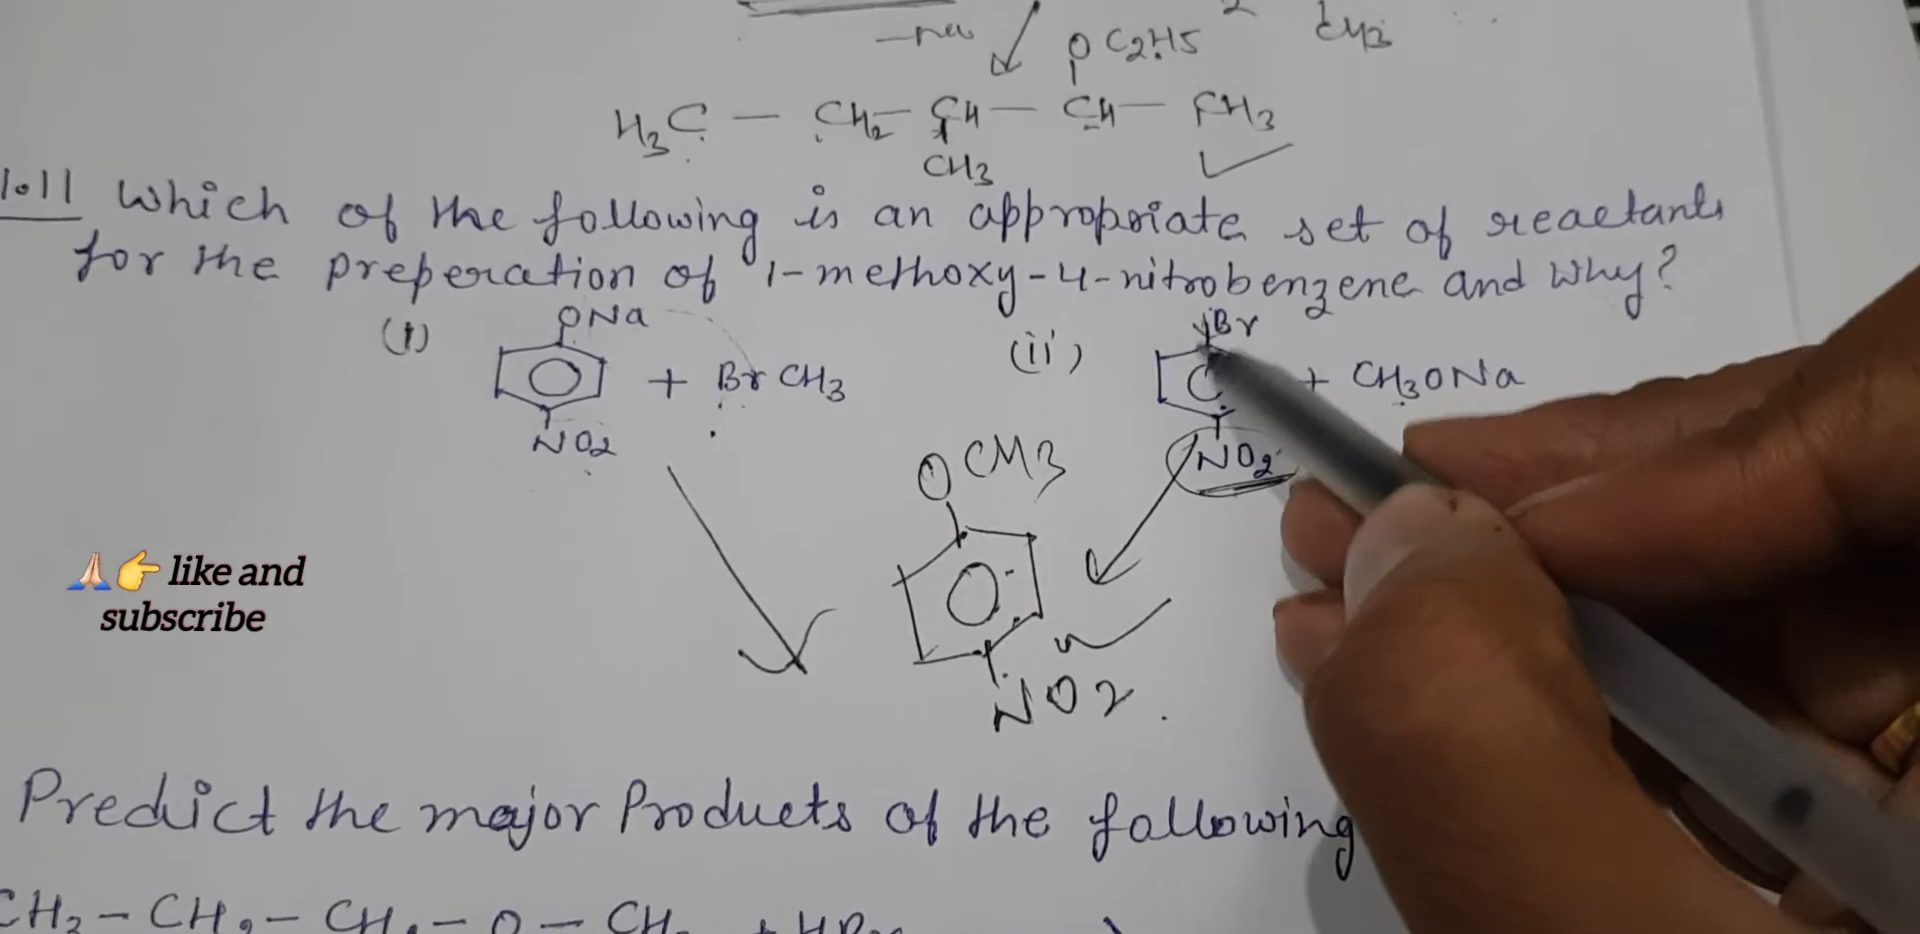 OC2H5
H3C — CH2 — CH — CH — CH3
CH3
1.11 Which of the following is an appropriate set of reactants
for the preperation of 1-methoxy-4-nitrobenzene and why?
(i) ONa
+ BrCH3
NO2
(ii) Br
+ CH3ONa
NO2
OCH3
NO2
like and
subscribe
Predict the major Products of the following